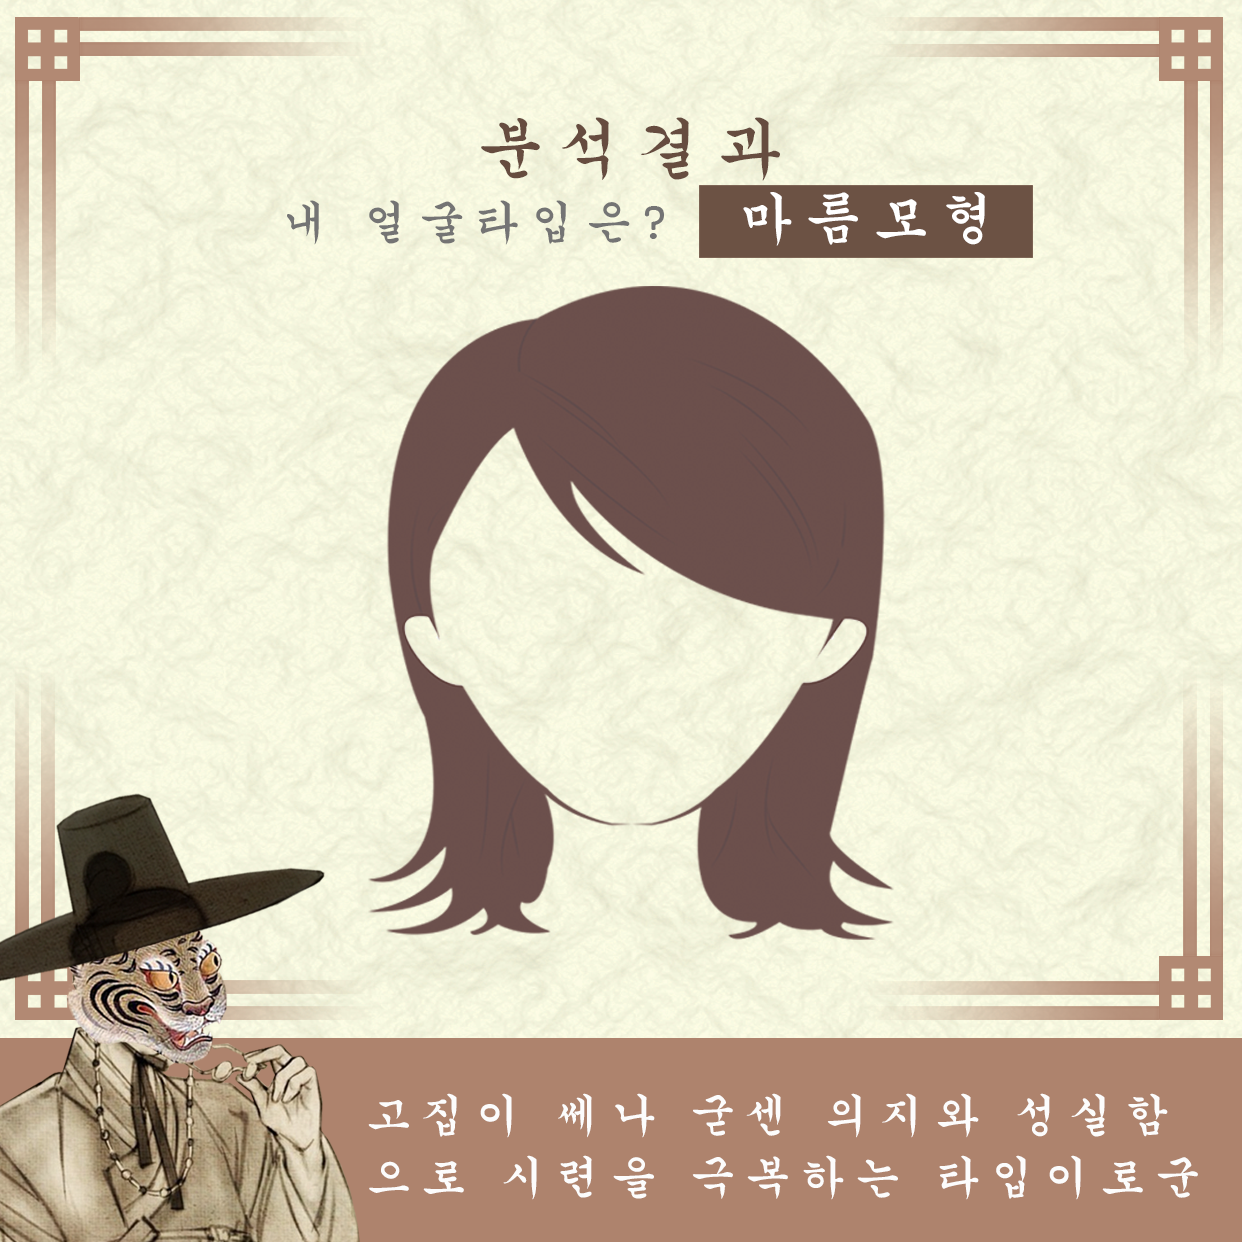 분석결과
내 얼굴타입은? 마름모형
고집이 쎄나 굳센 의지와 성실함
으로 시련을 극복하는 타입이로군